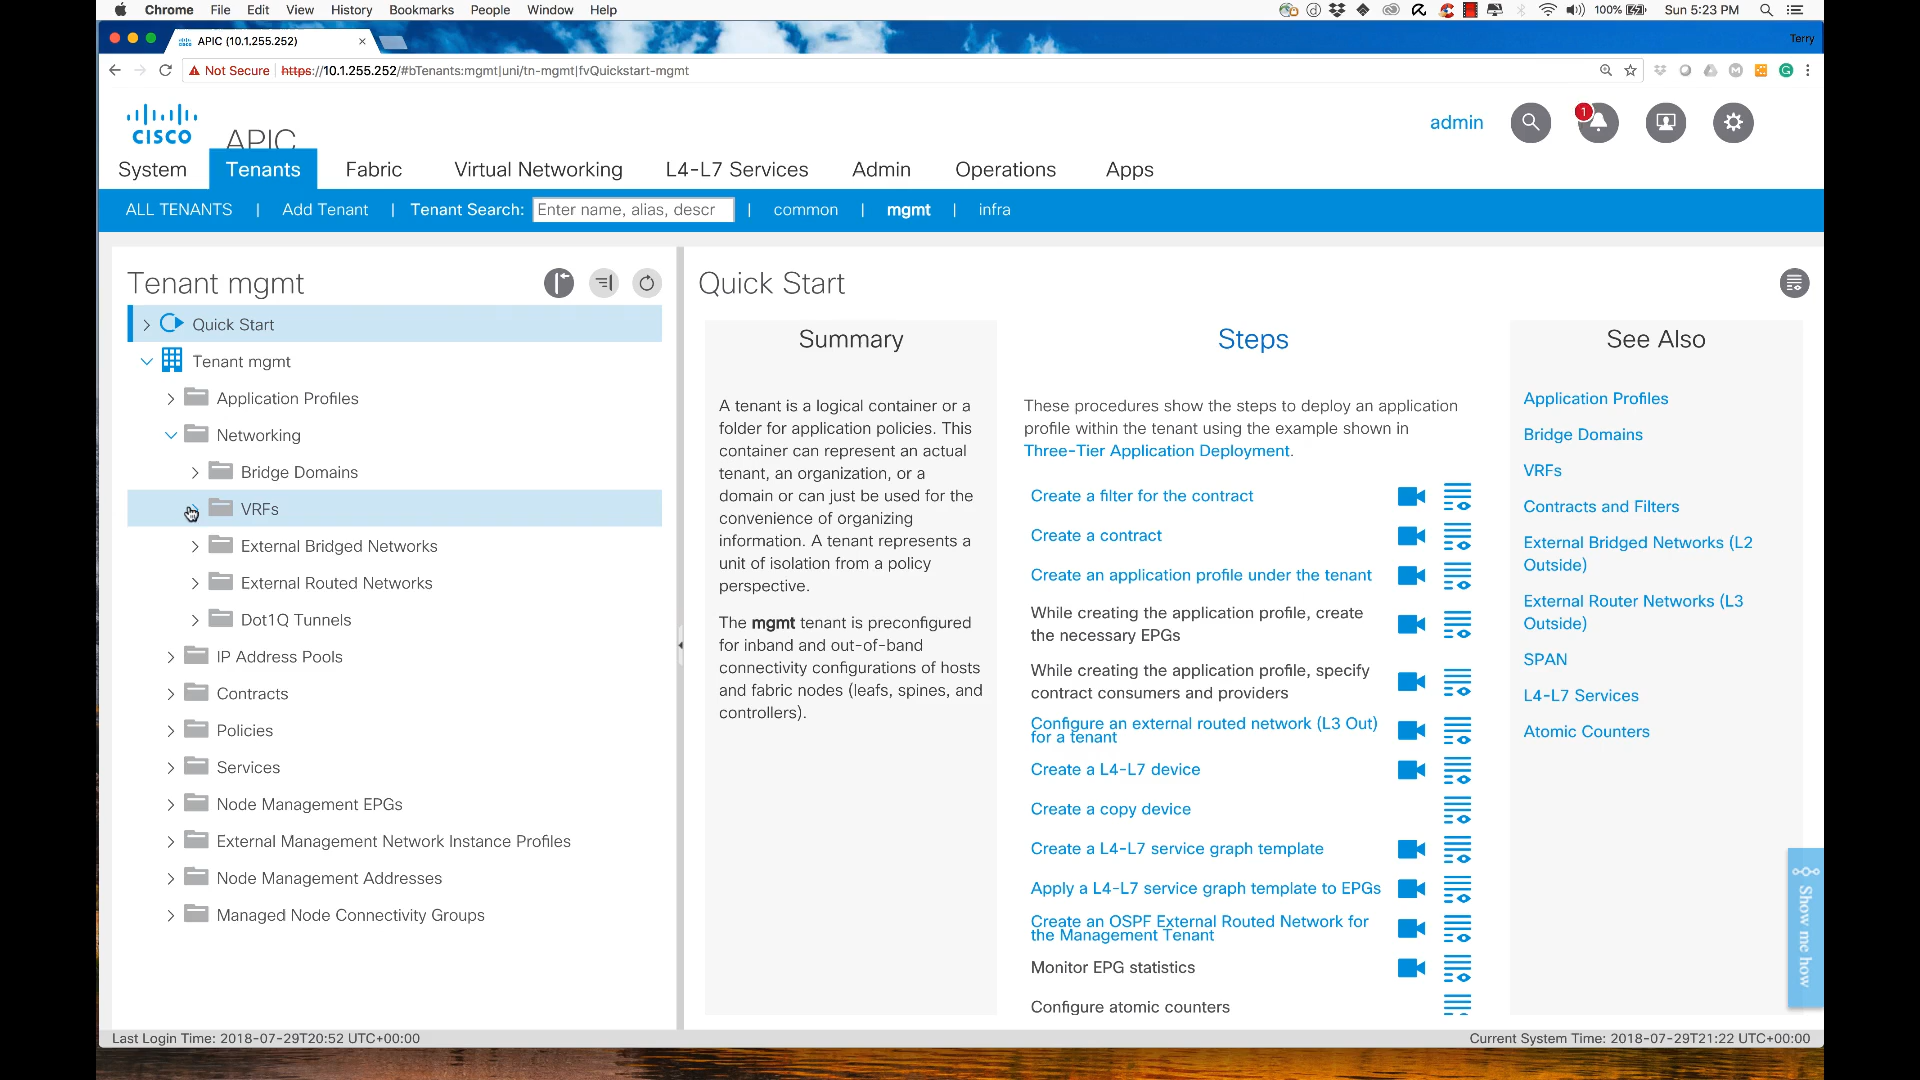 Chrome File Edit View History Bookmarks People Window Help 100% Sun 5:23 PM
APIC (10.1.255.252) Terry
Not Secure https://10.1.255.252/#bTenants:mgmt|uni/tn-mgmt|fvQuickstart-mgmt
CISCO APIC
admin 1
System Tenants Fabric Virtual Networking L4-L7 Services Admin Operations Apps
ALL TENANTS | Add Tenant | Tenant Search: Enter name, alias, descr | common | mgmt | infra
Tenant mgmt
Quick Start
Tenant mgmt
Application Profiles
Networking
Bridge Domains
VRFs
External Bridged Networks
External Routed Networks
Dot1Q Tunnels
IP Address Pools
Contracts
Policies
Services
Node Management EPGs
External Management Network Instance Profiles
Node Management Addresses
Managed Node Connectivity Groups
Quick Start
Summary
A tenant is a logical container or a
folder for application policies. This
container can represent an actual
tenant, an organization, or a
domain or can just be used for the
convenience of organizing
information. A tenant represents a
unit of isolation from a policy
perspective.
The mgmt tenant is preconfigured
for inband and out-of-band
connectivity configurations of hosts
and fabric nodes (leafs, spines, and
controllers).
Steps
These procedures show the steps to deploy an application
profile within the tenant using the example shown in
Three-Tier Application Deployment.
Create a filter for the contract
Create a contract
Create an application profile under the tenant
While creating the application profile, create
the necessary EPGs
While creating the application profile, specify
contract consumers and providers
Configure an external routed network (L3 Out)
for a tenant
Create a L4-L7 device
Create a copy device
Create a L4-L7 service graph template
Apply a L4-L7 service graph template to EPGs
Create an OSPF External Routed Network for
the Management Tenant
Monitor EPG statistics
Configure atomic counters
See Also
Application Profiles
Bridge Domains
VRFs
Contracts and Filters
External Bridged Networks (L2
Outside)
External Router Networks (L3
Outside)
SPAN
L4-L7 Services
Atomic Counters
Show me how
Last Login Time: 2018-07-29T20:52 UTC+00:00
Current System Time: 2018-07-29T21:22 UTC+00:00